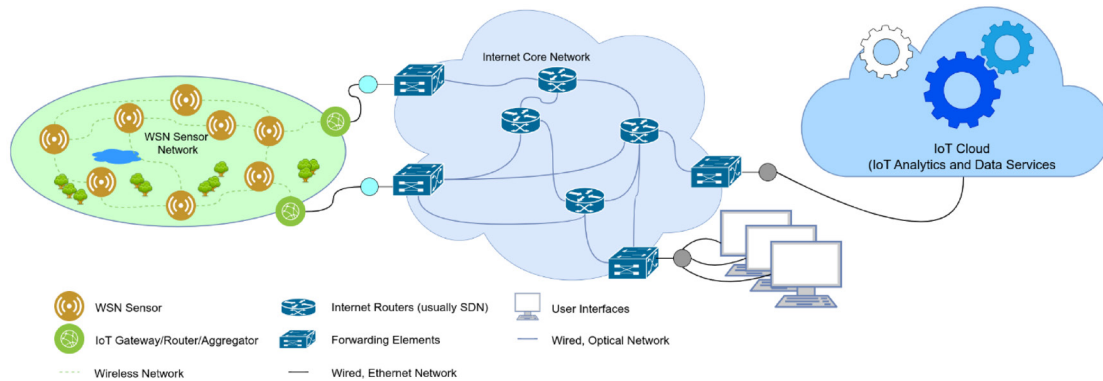 Internet Core Network
WSN Sensor
Network
IoT Cloud
(IoT Analytics and Data Services
WSN Sensor
Internet Routers (usually SDN)
User Interfaces
IoT Gateway/Router/Aggregator
Forwarding Elements
Wired, Optical Network
Wireless Network
Wired, Ethernet Network